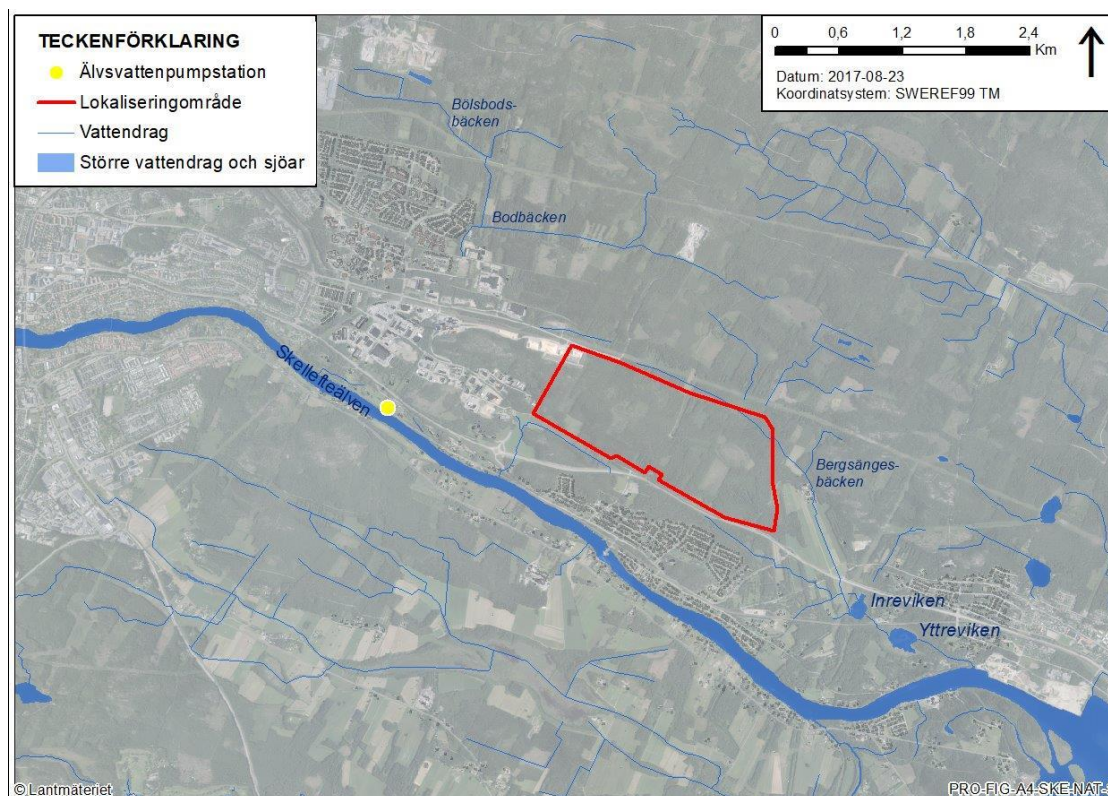 TECKENFÖRKLARING
Älvsvattenpumpstation
Lokaliseringområde
Vattendrag
Större vattendrag och sjöar
0 0,6 1,2 1,8 2,4
Km
Datum: 2017-08-23
Koordinatsystem: SWEREF99 TM
Bölsbods-
bäcken
Bodbäcken
Skellefteälven
Bergsänges-
bäcken
Inreviken
Yttreviken
© Lantmäteriet
PRO-FIG-A4-SKE-NAT-